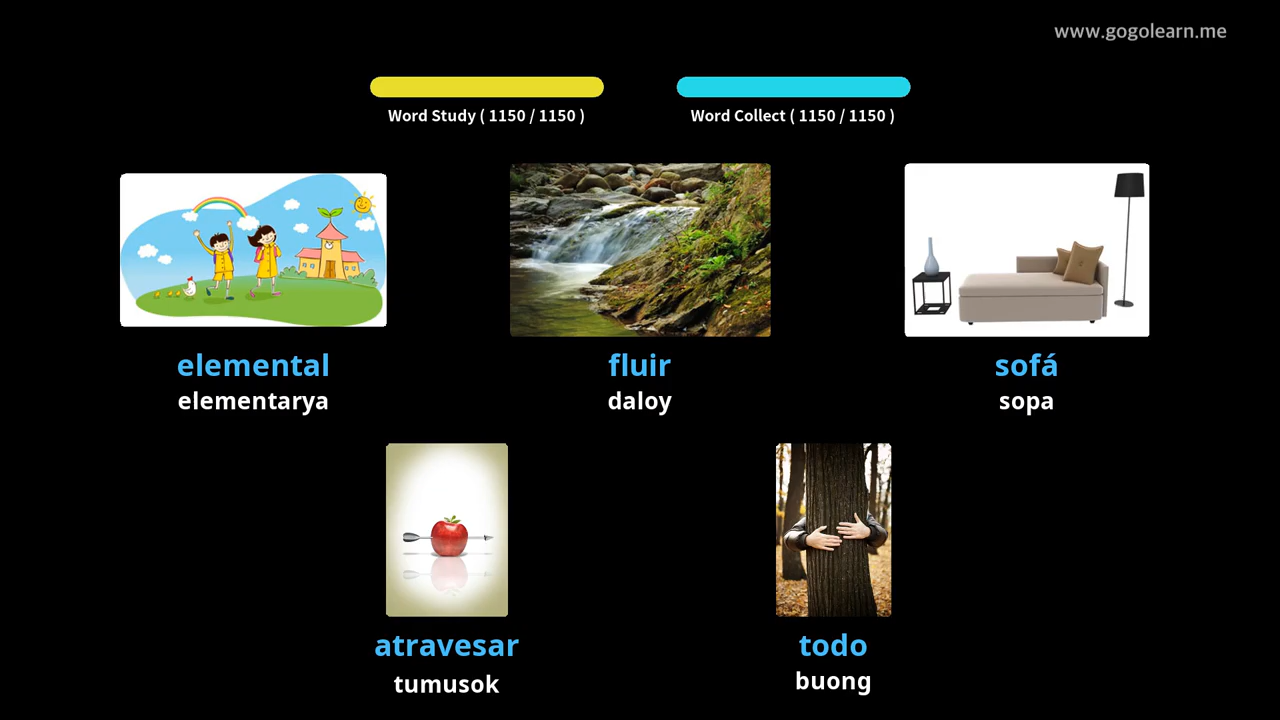 www.gogolearn.me
Word Study ( 1150 / 1150 )
Word Collect ( 1150 / 1150 )
elemental
elementarya
fluir
daloy
sofá
sopa
atravesar
tumusok
todo
buong